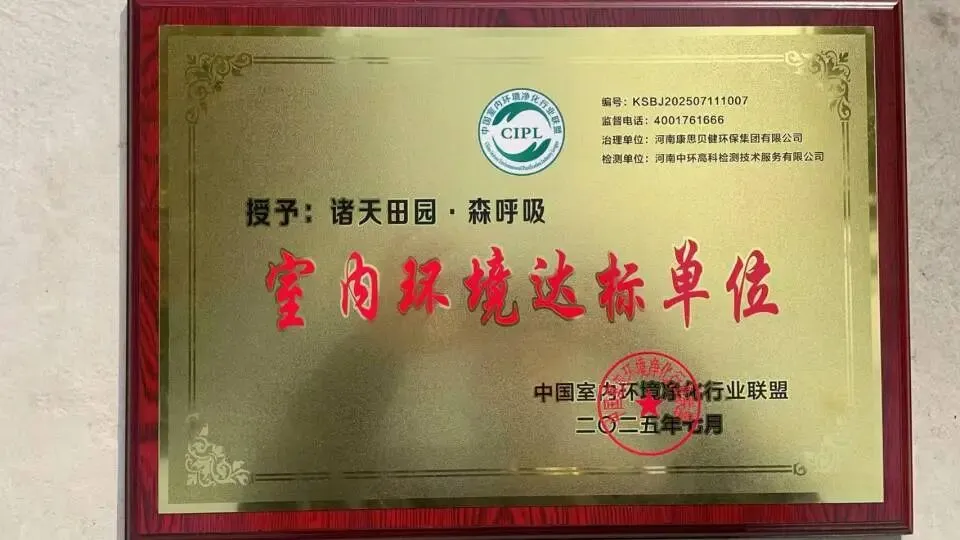 中国室内环境净化行业联盟
CIPL
编号：KSBJ202507111007
监督电话：4001761666
治理单位：河南康思贝健环保集团有限公司
检测单位：河南中环高科检测技术服务有限公司
授予：诸天田园·森呼吸
室内环境达标单位
中国室内环境净化行业联盟
二〇二五年七月